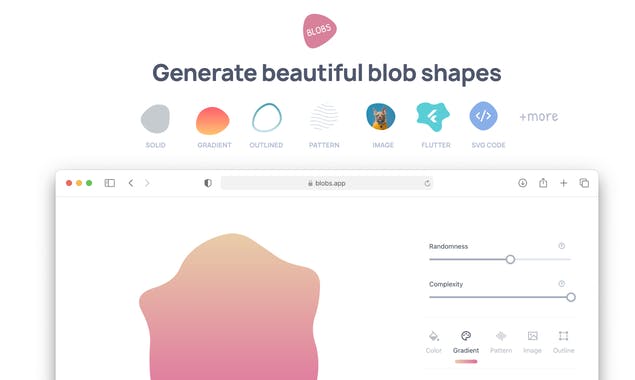 BLOBS
Generate beautiful blob shapes
SOLID GRADIENT OUTLINED PATTERN IMAGE FLUTTER SVG CODE +more
blobs.app
Randomness
Complexity
Color Gradient Pattern Image Outline